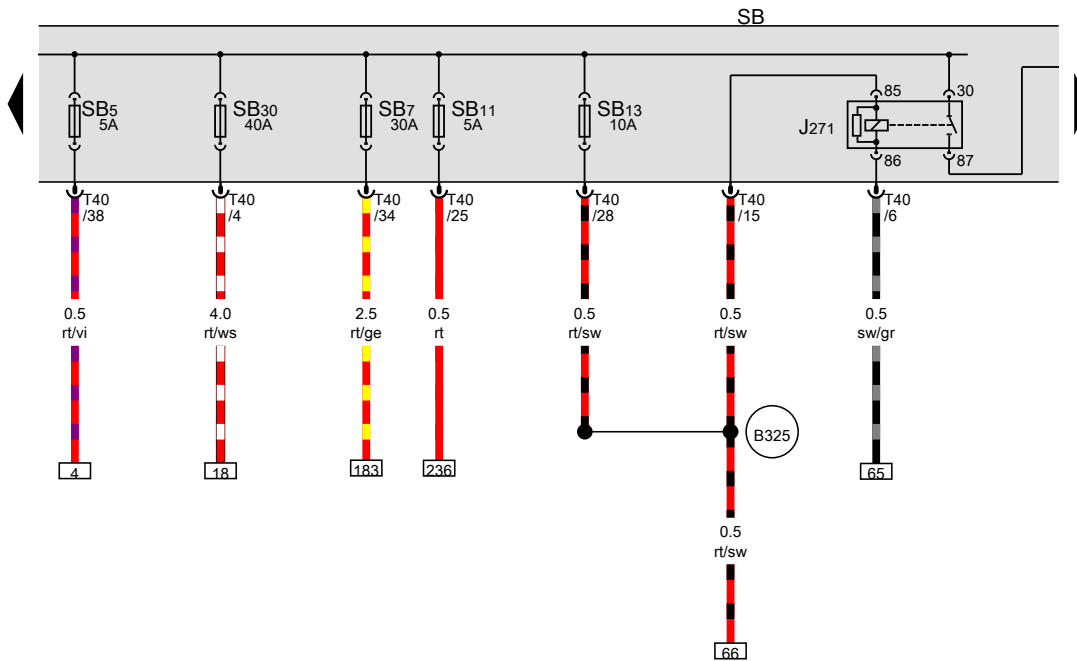 SB
85
30
SB5
5A
SB30
40A
SB7
30A
SB11
5A
SB13
10A
J271
86
87
T40
/38
T40
/4
T40
/34
T40
/25
T40
/28
T40
/15
T40
/6
0.5
rt/vi
4.0
rt/ws
2.5
rt/ge
0.5
rt
0.5
rt/sw
0.5
rt/sw
0.5
sw/gr
B325
4
18
183
236
65
0.5
rt/sw
66